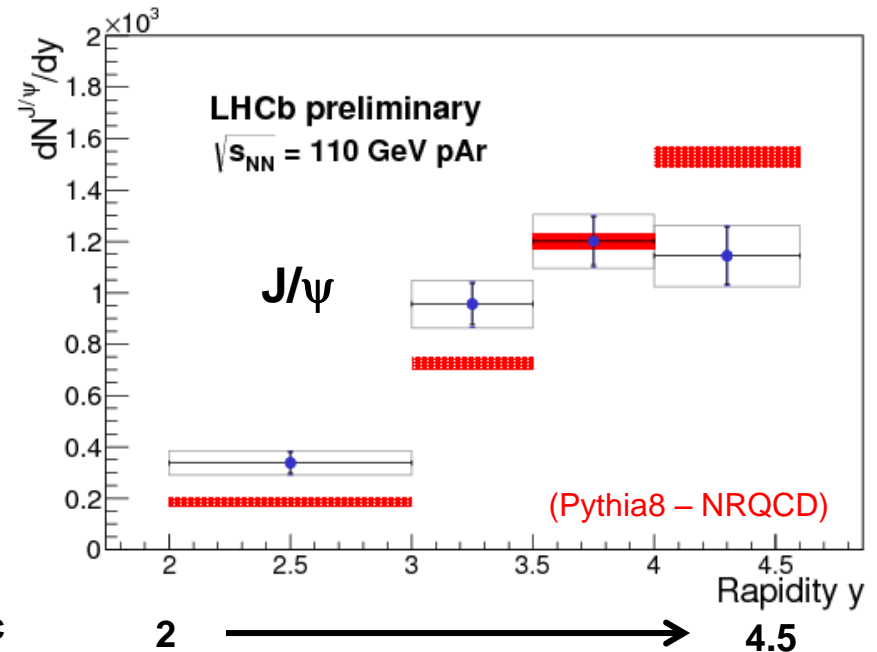 ×10³
dN^{J/ψ}/dy
2
1.8
1.6
1.4
1.2
1
0.8
0.6
0.4
0.2
0
LHCb preliminary
√s_{NN} = 110 GeV pAr
J/ψ
(Pythia8 – NRQCD)
2 2.5 3 3.5 4 4.5
Rapidity y
2 4.5